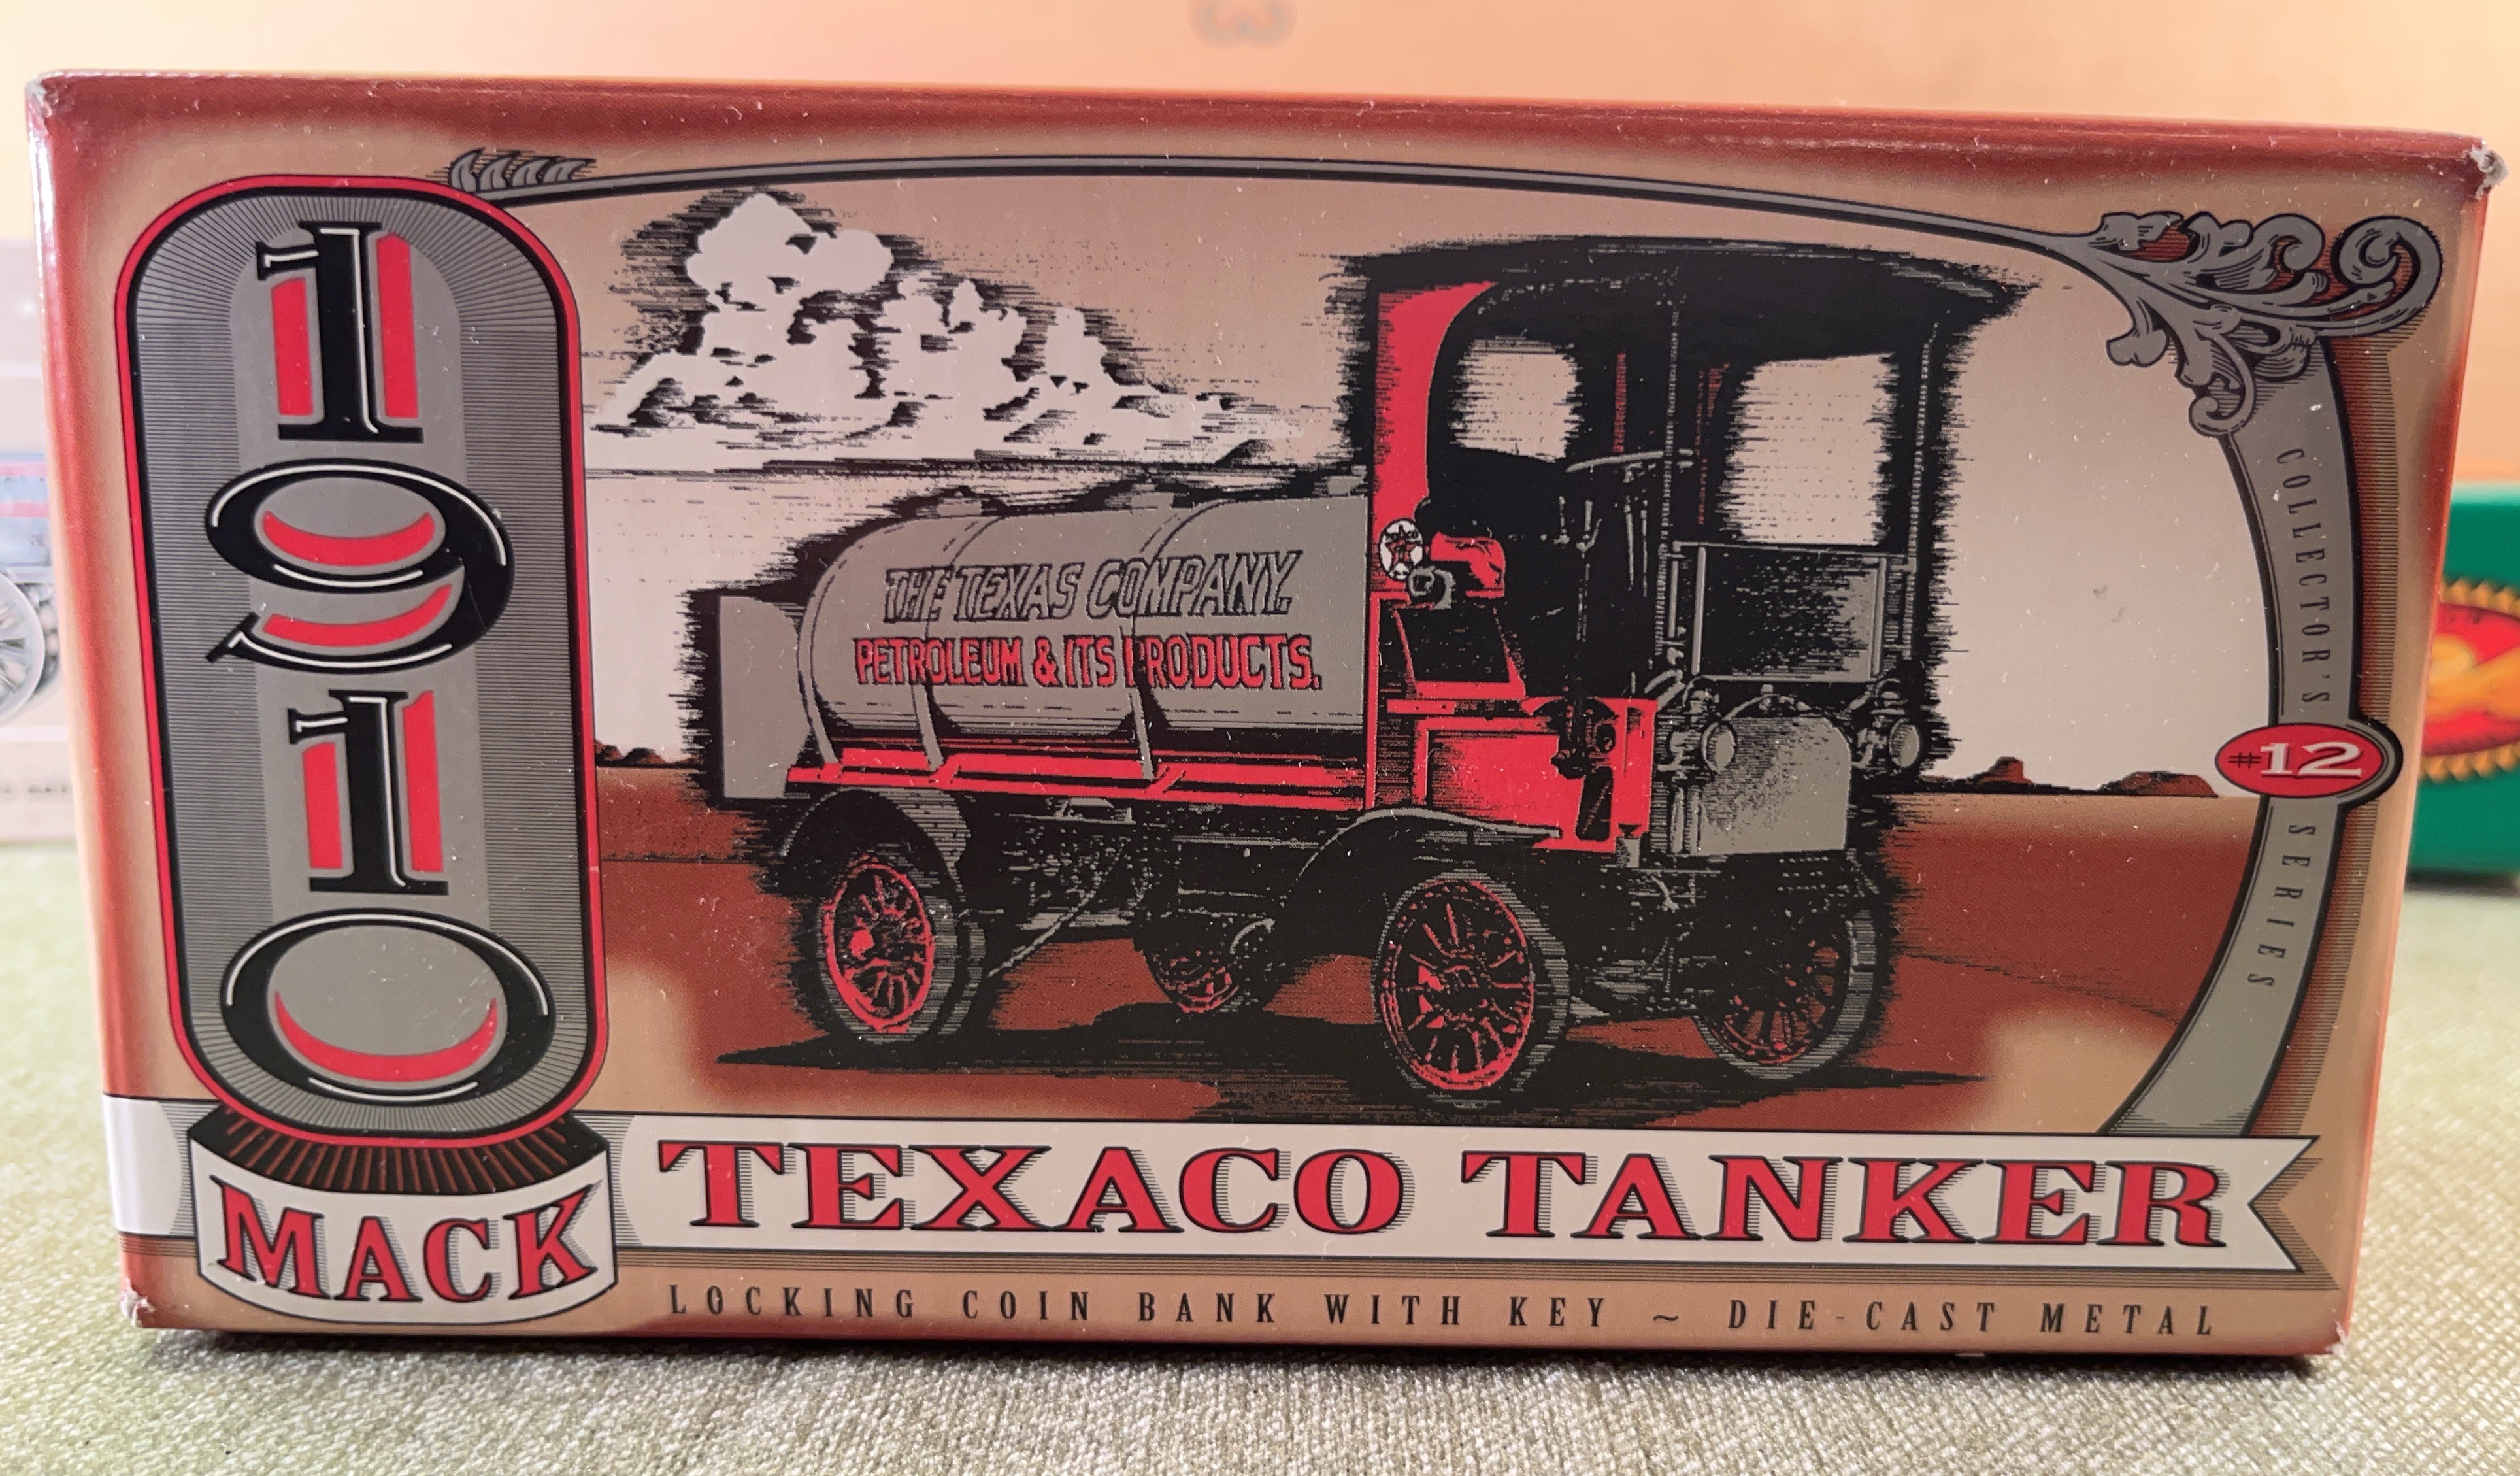 1910
MACK
THE TEXAS COMPANY.
PETROLEUM & ITS PRODUCTS.
COLLECTOR'S
#12
SERIES
TEXACO TANKER
LOCKING COIN BANK WITH KEY ~ DIE-CAST METAL